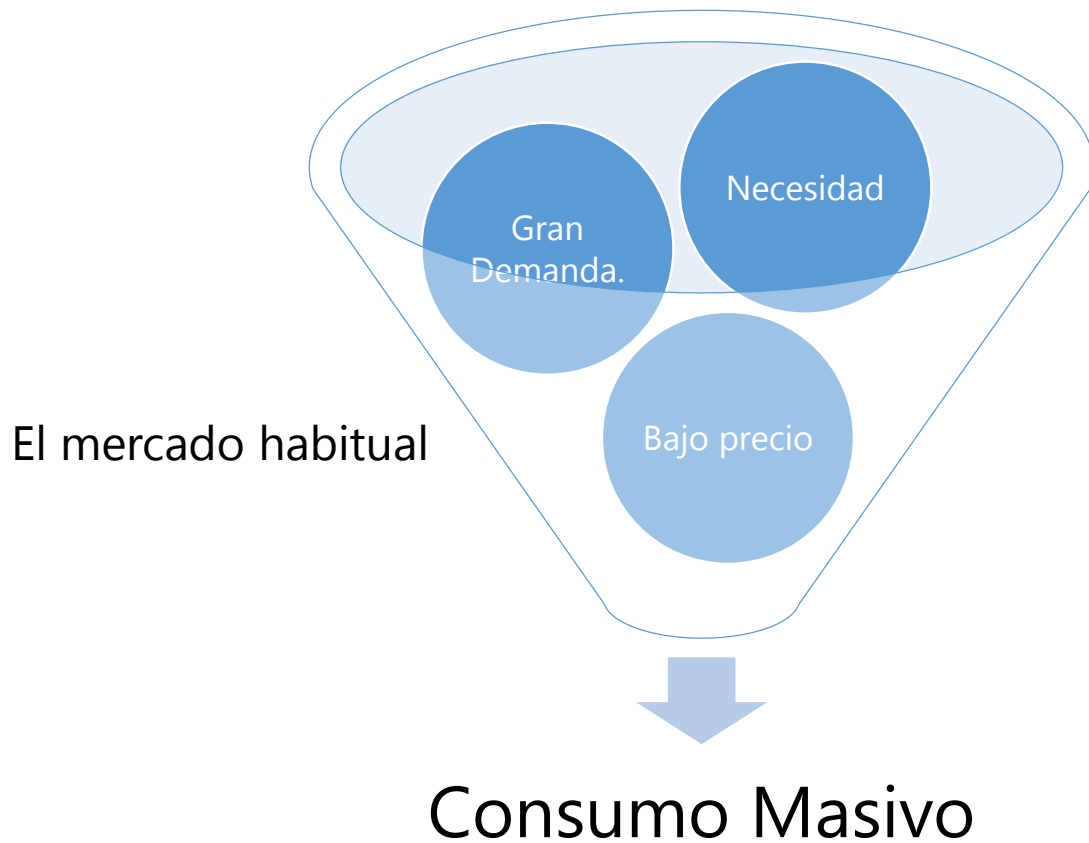 Necesidad
Gran
Demanda.
Bajo precio
El mercado habitual
Consumo Masivo